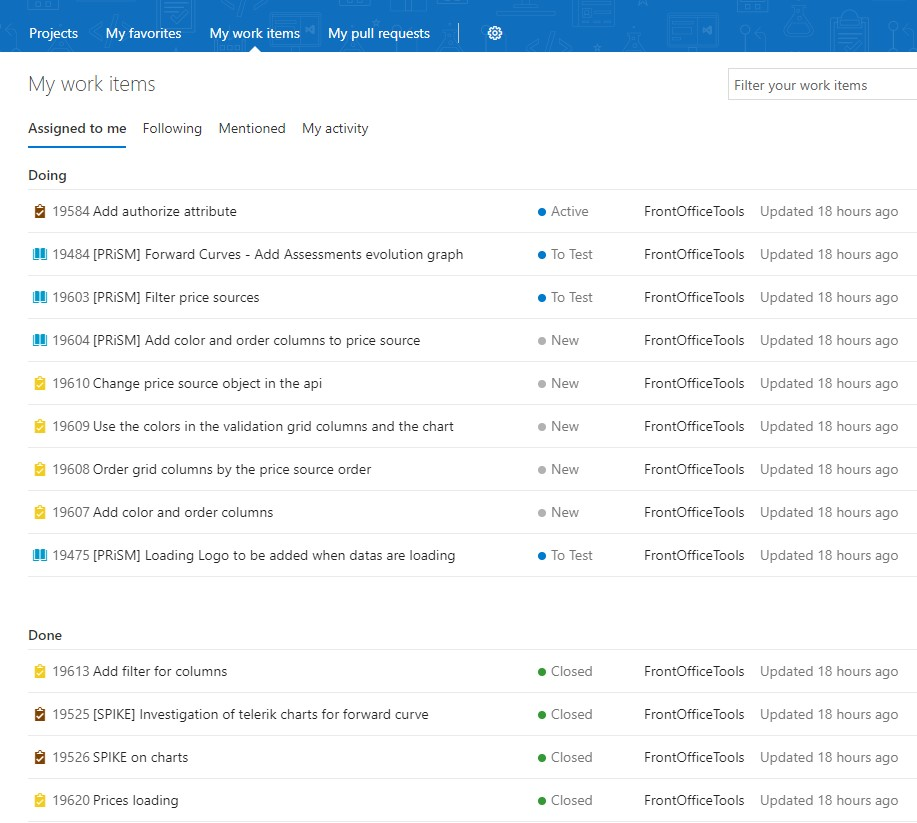 Projects My favorites My work items My pull requests
My work items
Filter your work items
Assigned to me Following Mentioned My activity
Doing
19584 Add authorize attribute Active FrontOfficeTools Updated 18 hours ago
19484 [PRiSM] Forward Curves - Add Assessments evolution graph To Test FrontOfficeTools Updated 18 hours ago
19603 [PRiSM] Filter price sources To Test FrontOfficeTools Updated 18 hours ago
19604 [PRiSM] Add color and order columns to price source New FrontOfficeTools Updated 18 hours ago
19610 Change price source object in the api New FrontOfficeTools Updated 18 hours ago
19609 Use the colors in the validation grid columns and the chart New FrontOfficeTools Updated 18 hours ago
19608 Order grid columns by the price source order New FrontOfficeTools Updated 18 hours ago
19607 Add color and order columns New FrontOfficeTools Updated 18 hours ago
19475 [PRiSM] Loading Logo to be added when datas are loading To Test FrontOfficeTools Updated 18 hours ago
Done
19613 Add filter for columns Closed FrontOfficeTools Updated 18 hours ago
19525 [SPIKE] Investigation of telerik charts for forward curve Closed FrontOfficeTools Updated 18 hours ago
19526 SPIKE on charts Closed FrontOfficeTools Updated 18 hours ago
19620 Prices loading Closed FrontOfficeTools Updated 18 hours ago